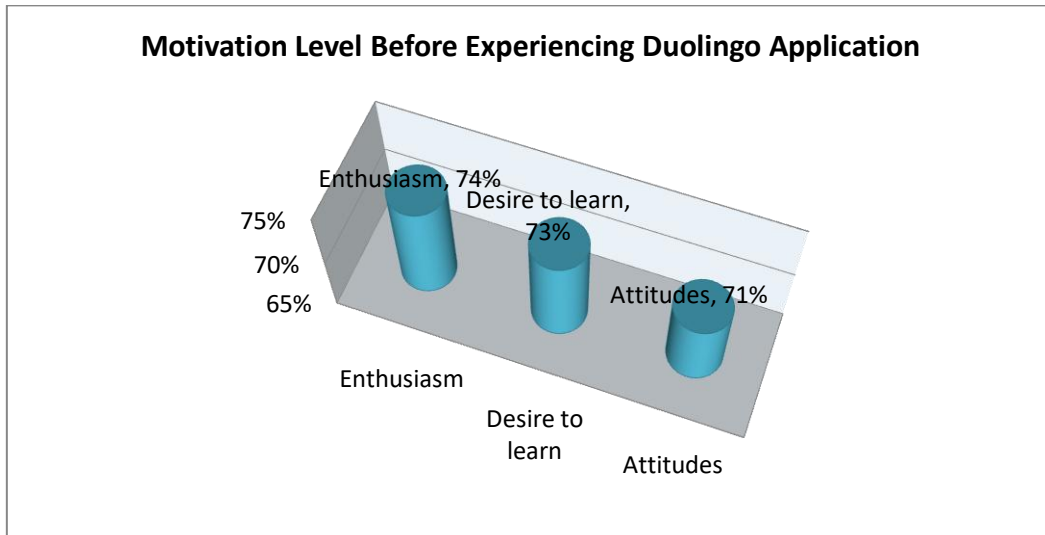 Motivation Level Before Experiencing Duolingo Application
Enthusiasm, 74%
Desire to learn,
73%
Attitudes, 71%
75%
70%
65%
Enthusiasm
Desire to
learn
Attitudes